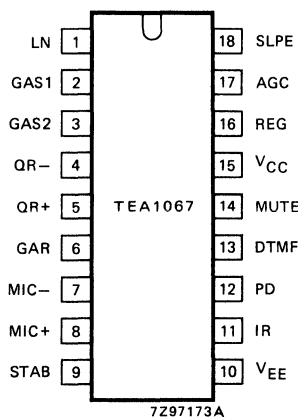 LN 1 18 SLPE
GAS1 2 17 AGC
GAS2 3 16 REG
QR− 4 15 VCC
QR+ 5 TEA1067 14 MUTE
GAR 6 13 DTMF
MIC− 7 12 PD
MIC+ 8 11 IR
STAB 9 10 VEE
7Z97173A